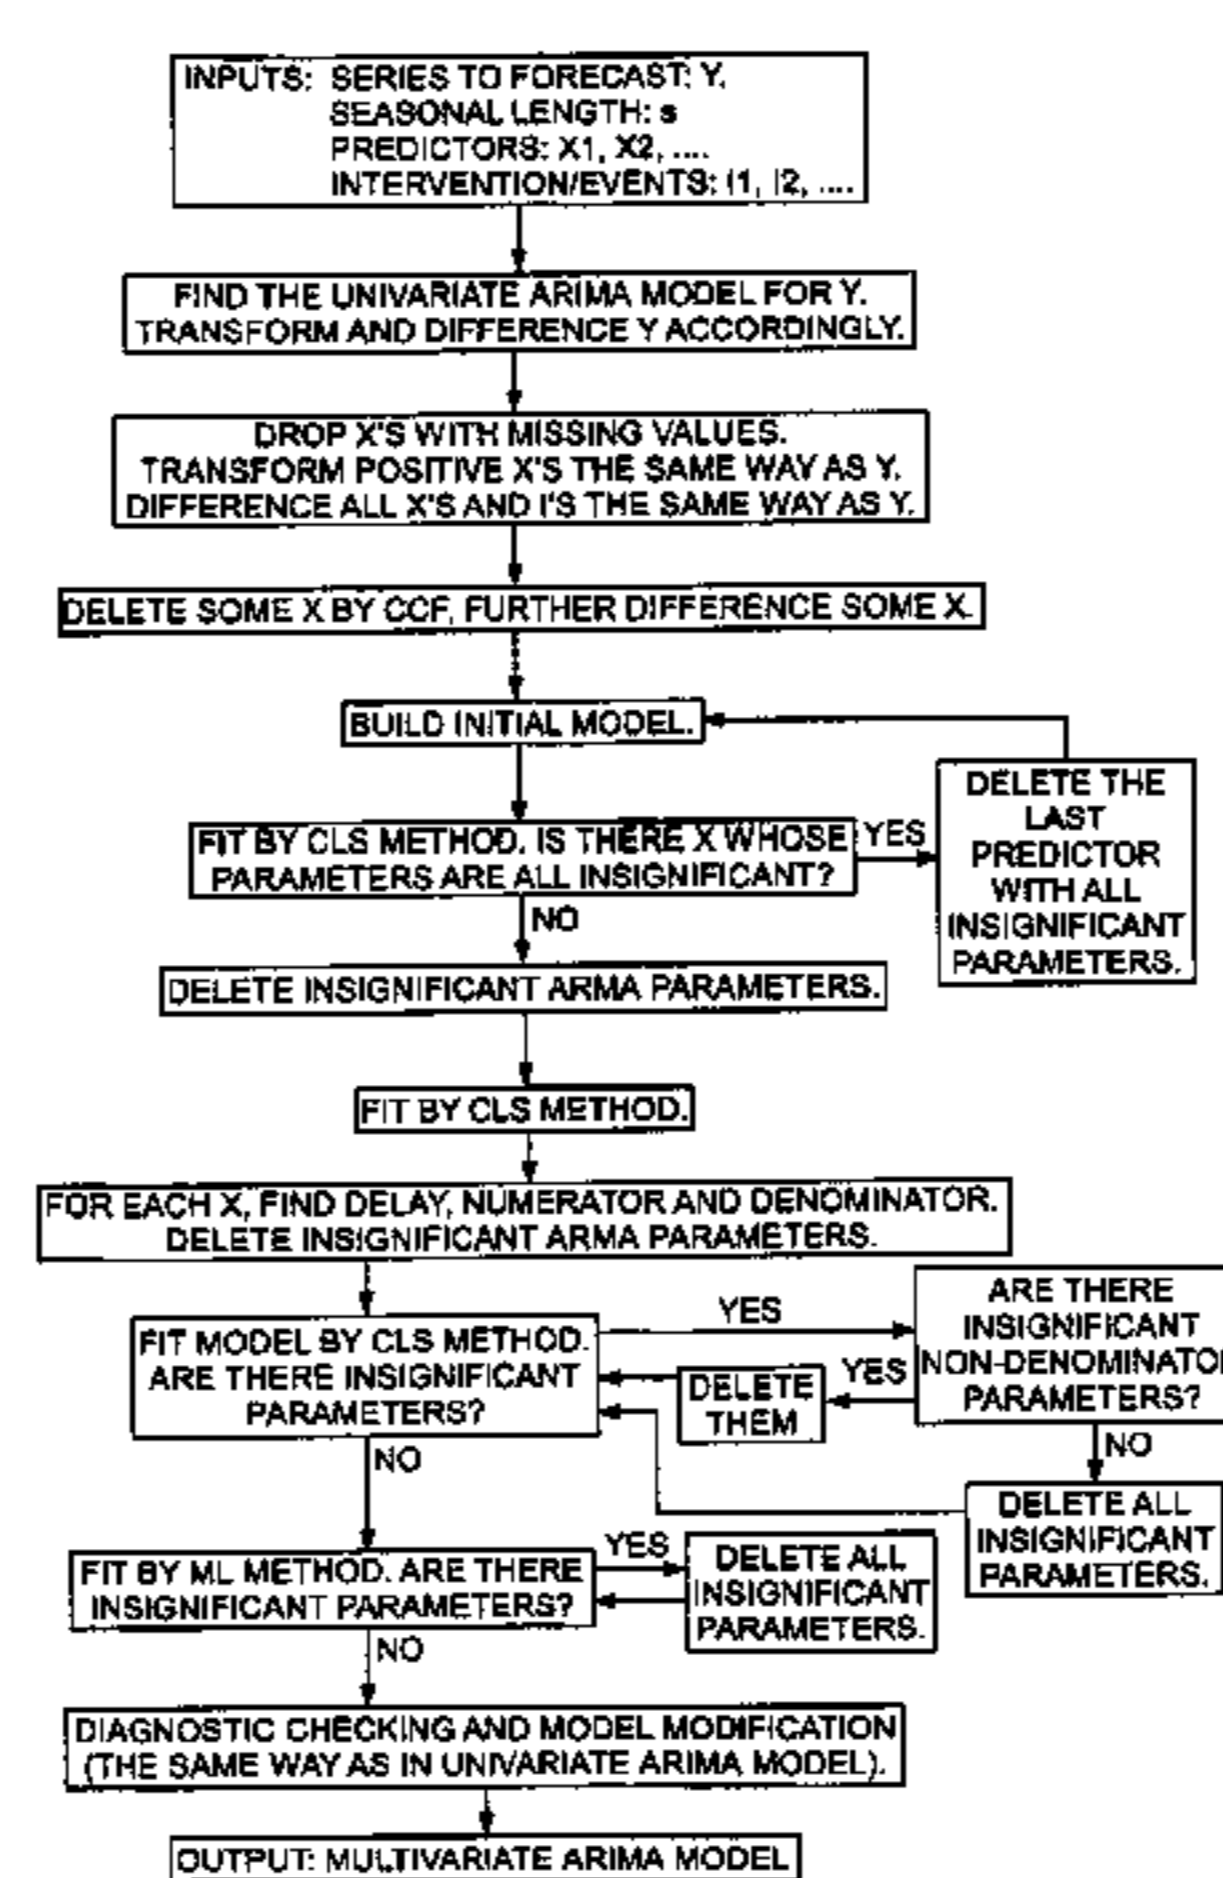 INPUTS: SERIES TO FORECAST: Y.
SEASONAL LENGTH: s
PREDICTORS: X1, X2, ....
INTERVENTION/EVENTS: I1, I2, ....
FIND THE UNIVARIATE ARIMA MODEL FOR Y.
TRANSFORM AND DIFFERENCE Y ACCORDINGLY.
DROP X'S WITH MISSING VALUES.
TRANSFORM POSITIVE X'S THE SAME WAY AS Y.
DIFFERENCE ALL X'S AND I'S THE SAME WAY AS Y.
DELETE SOME X BY CCF, FURTHER DIFFERENCE SOME X.
BUILD INITIAL MODEL.
FIT BY CLS METHOD. IS THERE X WHOSE
PARAMETERS ARE ALL INSIGNIFICANT?
YES
DELETE THE
LAST
PREDICTOR
WITH ALL
INSIGNIFICANT
PARAMETERS.
NO
DELETE INSIGNIFICANT ARMA PARAMETERS.
FIT BY CLS METHOD.
FOR EACH X, FIND DELAY, NUMERATOR AND DENOMINATOR.
DELETE INSIGNIFICANT ARMA PARAMETERS.
FIT MODEL BY CLS METHOD.
ARE THERE INSIGNIFICANT
PARAMETERS?
YES
ARE THERE
INSIGNIFICANT
NON-DENOMINATO
PARAMETERS?
YES
DELETE
THEM
NO
DELETE ALL
INSIGNIFICANT
PARAMETERS.
NO
FIT BY ML METHOD. ARE THERE
INSIGNIFICANT PARAMETERS?
YES
DELETE ALL
INSIGNIFICANT
PARAMETERS.
NO
DIAGNOSTIC CHECKING AND MODEL MODIFICATION
(THE SAME WAY AS IN UNIVARIATE ARIMA MODEL).
OUTPUT: MULTIVARIATE ARIMA MODEL